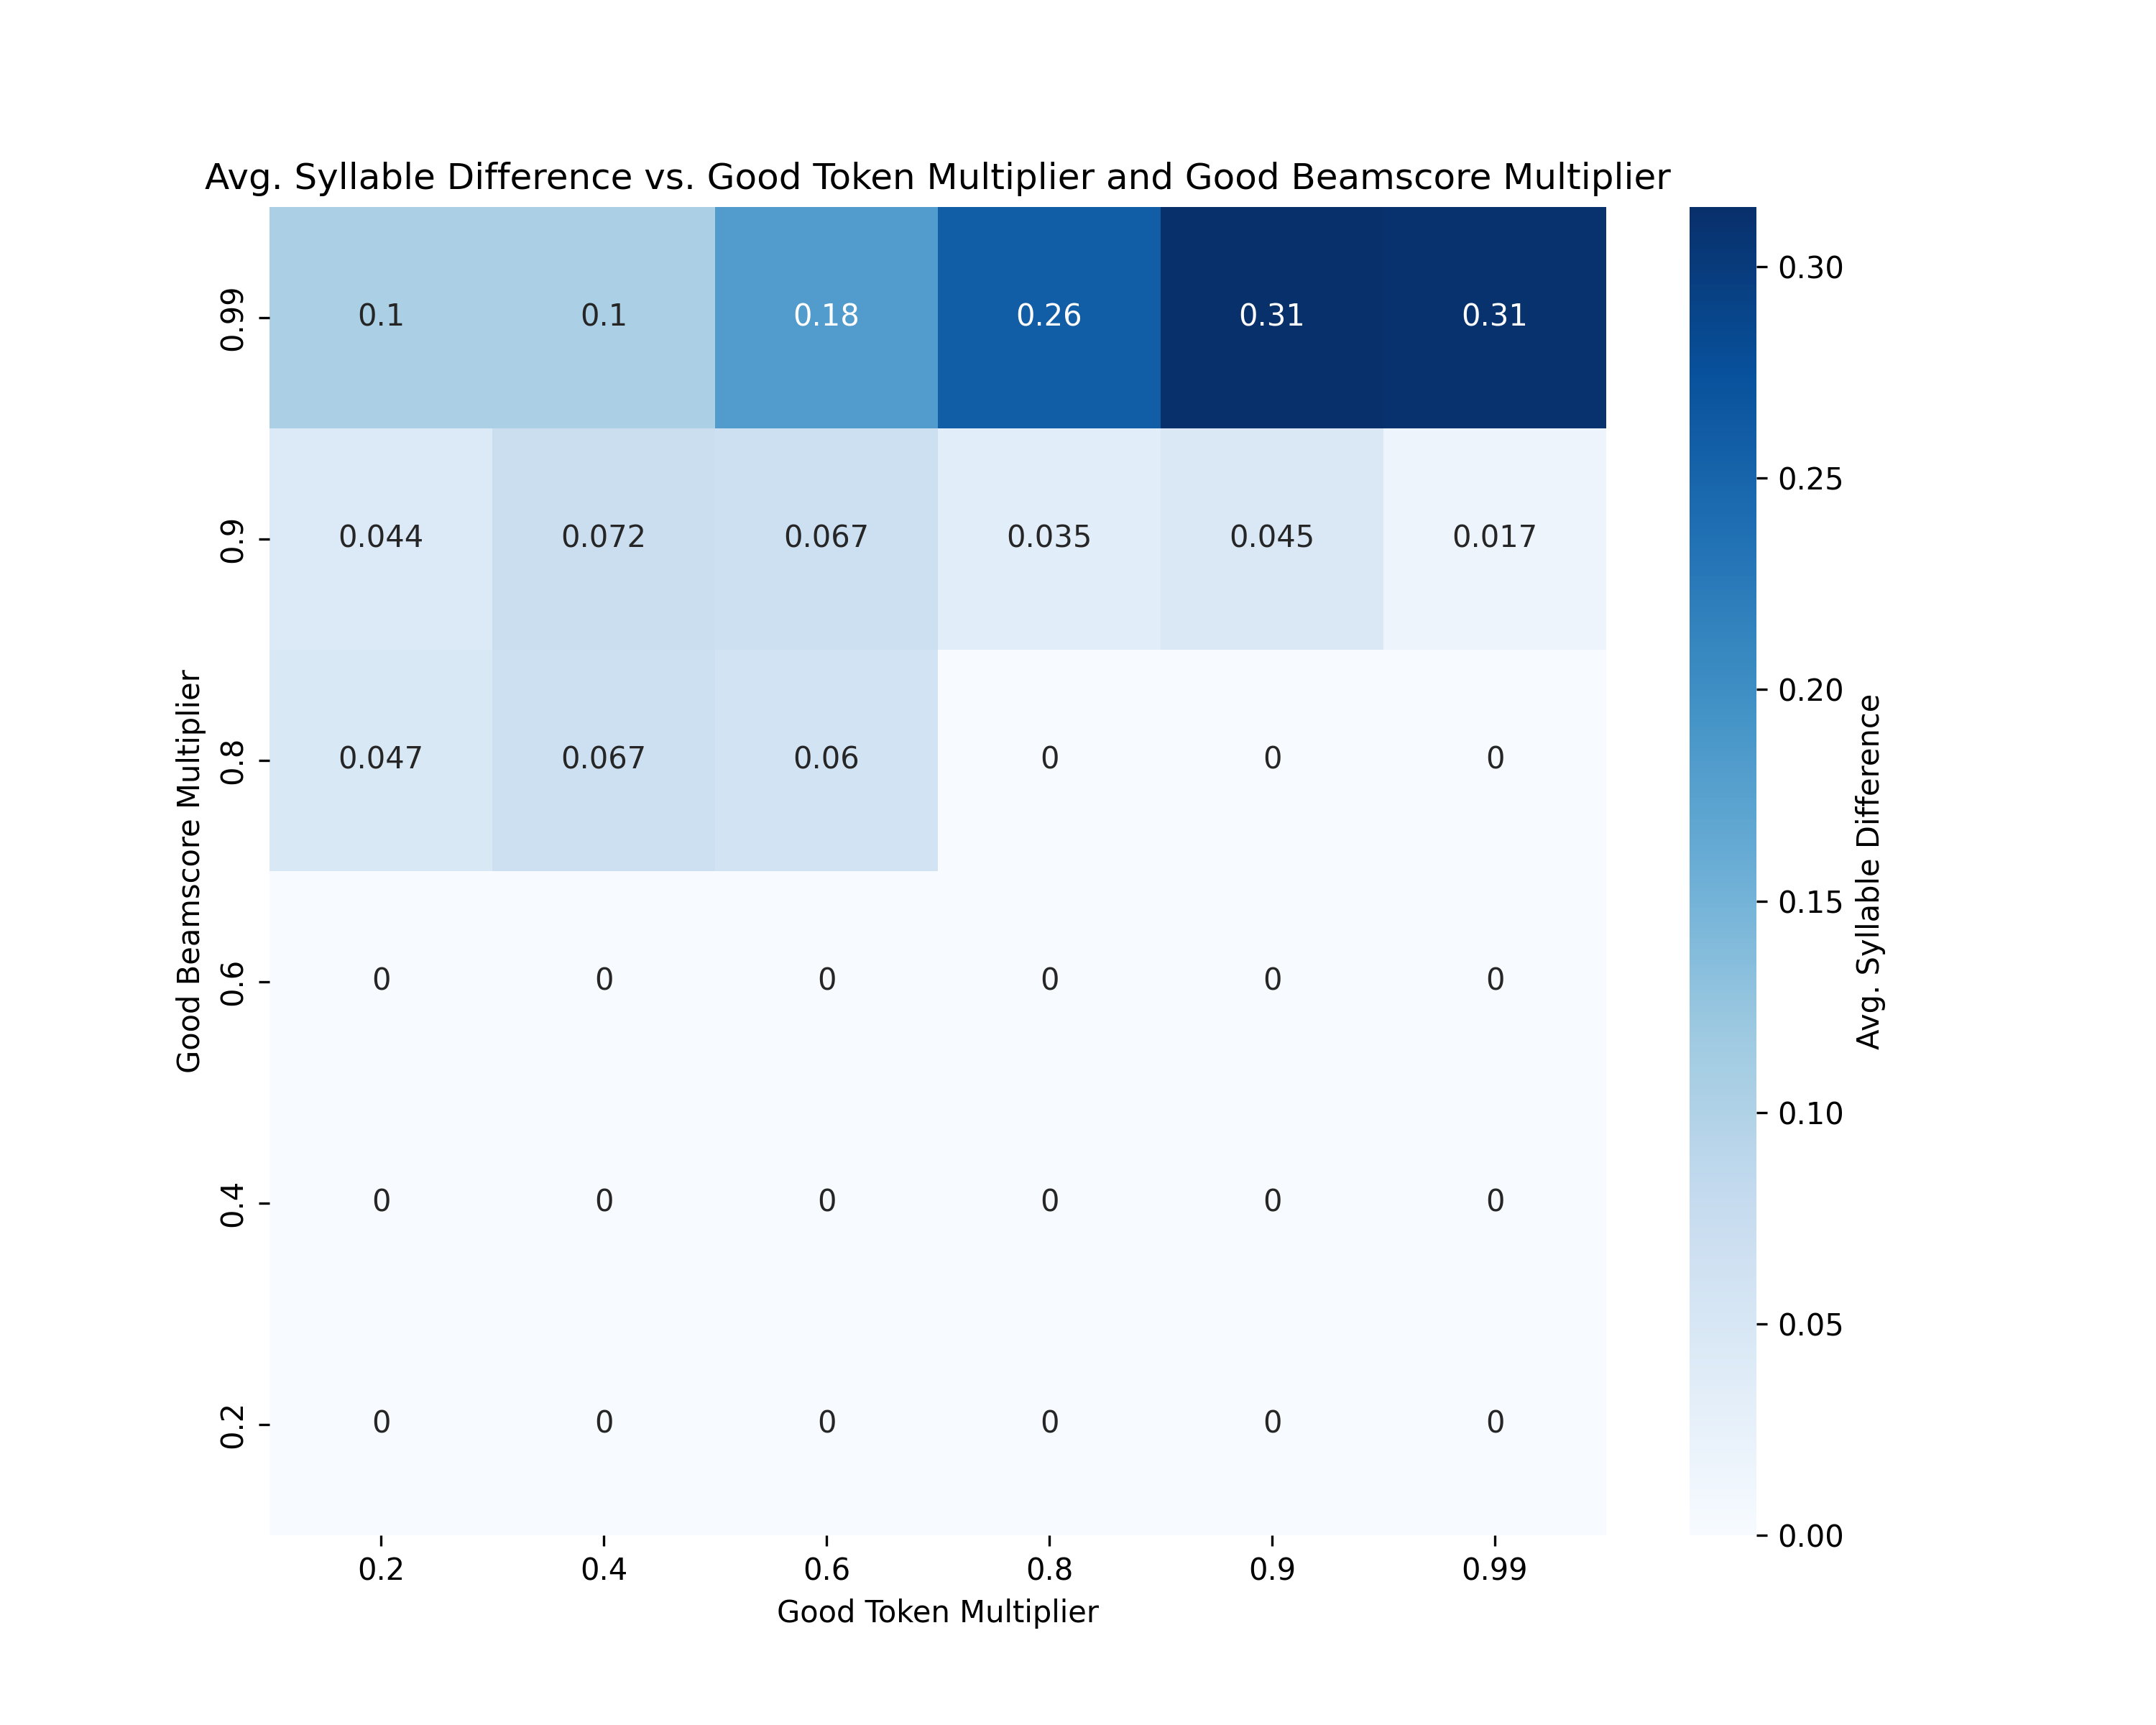 Avg. Syllable Difference vs. Good Token Multiplier and Good Beamscore Multiplier
0.99 0.1 0.1 0.18 0.26 0.31 0.31
0.9 0.044 0.072 0.067 0.035 0.045 0.017
0.8 0.047 0.067 0.06 0 0 0
0.6 0 0 0 0 0 0
0.4 0 0 0 0 0 0
0.2 0 0 0 0 0 0
0.2 0.4 0.6 0.8 0.9 0.99
Good Token Multiplier
Good Beamscore Multiplier
0.30
0.25
0.20
0.15
0.10
0.05
0.00
Avg. Syllable Difference